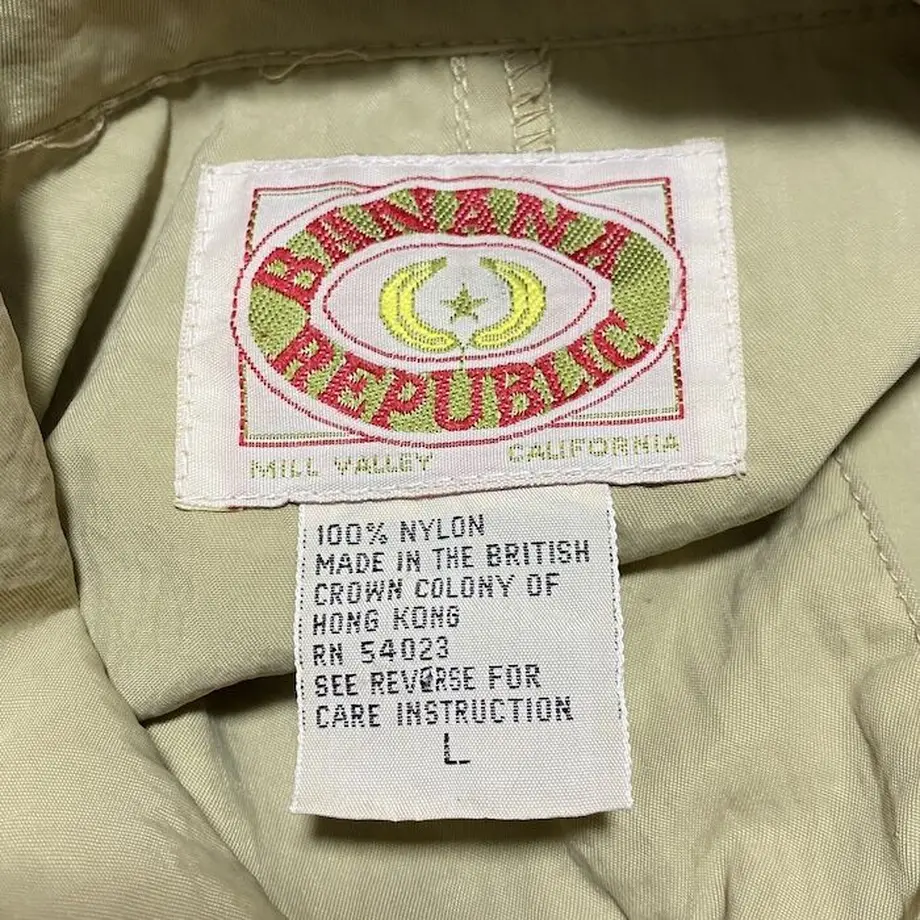 BANANA
REPUBLIC
MILL VALLEY CALIFORNIA
100% NYLON
MADE IN THE BRITISH
CROWN COLONY OF
HONG KONG
RN 54023
SEE REVERSE FOR
CARE INSTRUCTION
L